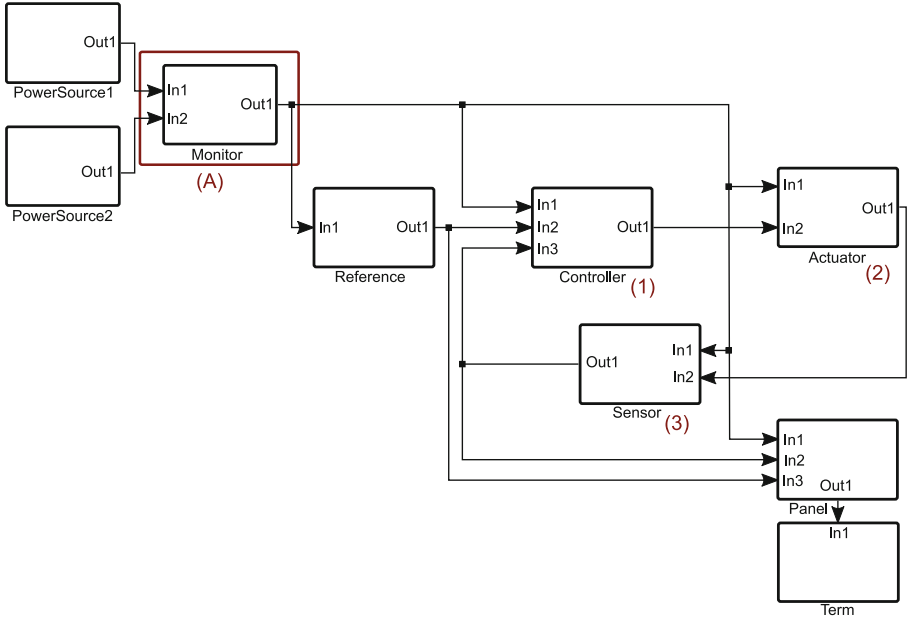 Out1
PowerSource1
Out1
PowerSource2
In1
In2
Out1
Monitor
(A)
In1
Out1
Reference
In1
In2
In3
Out1
Controller
(1)
In1
In2
Out1
Actuator
(2)
Out1
In1
In2
Sensor
(3)
In1
In2
In3
Out1
Panel
In1
Term